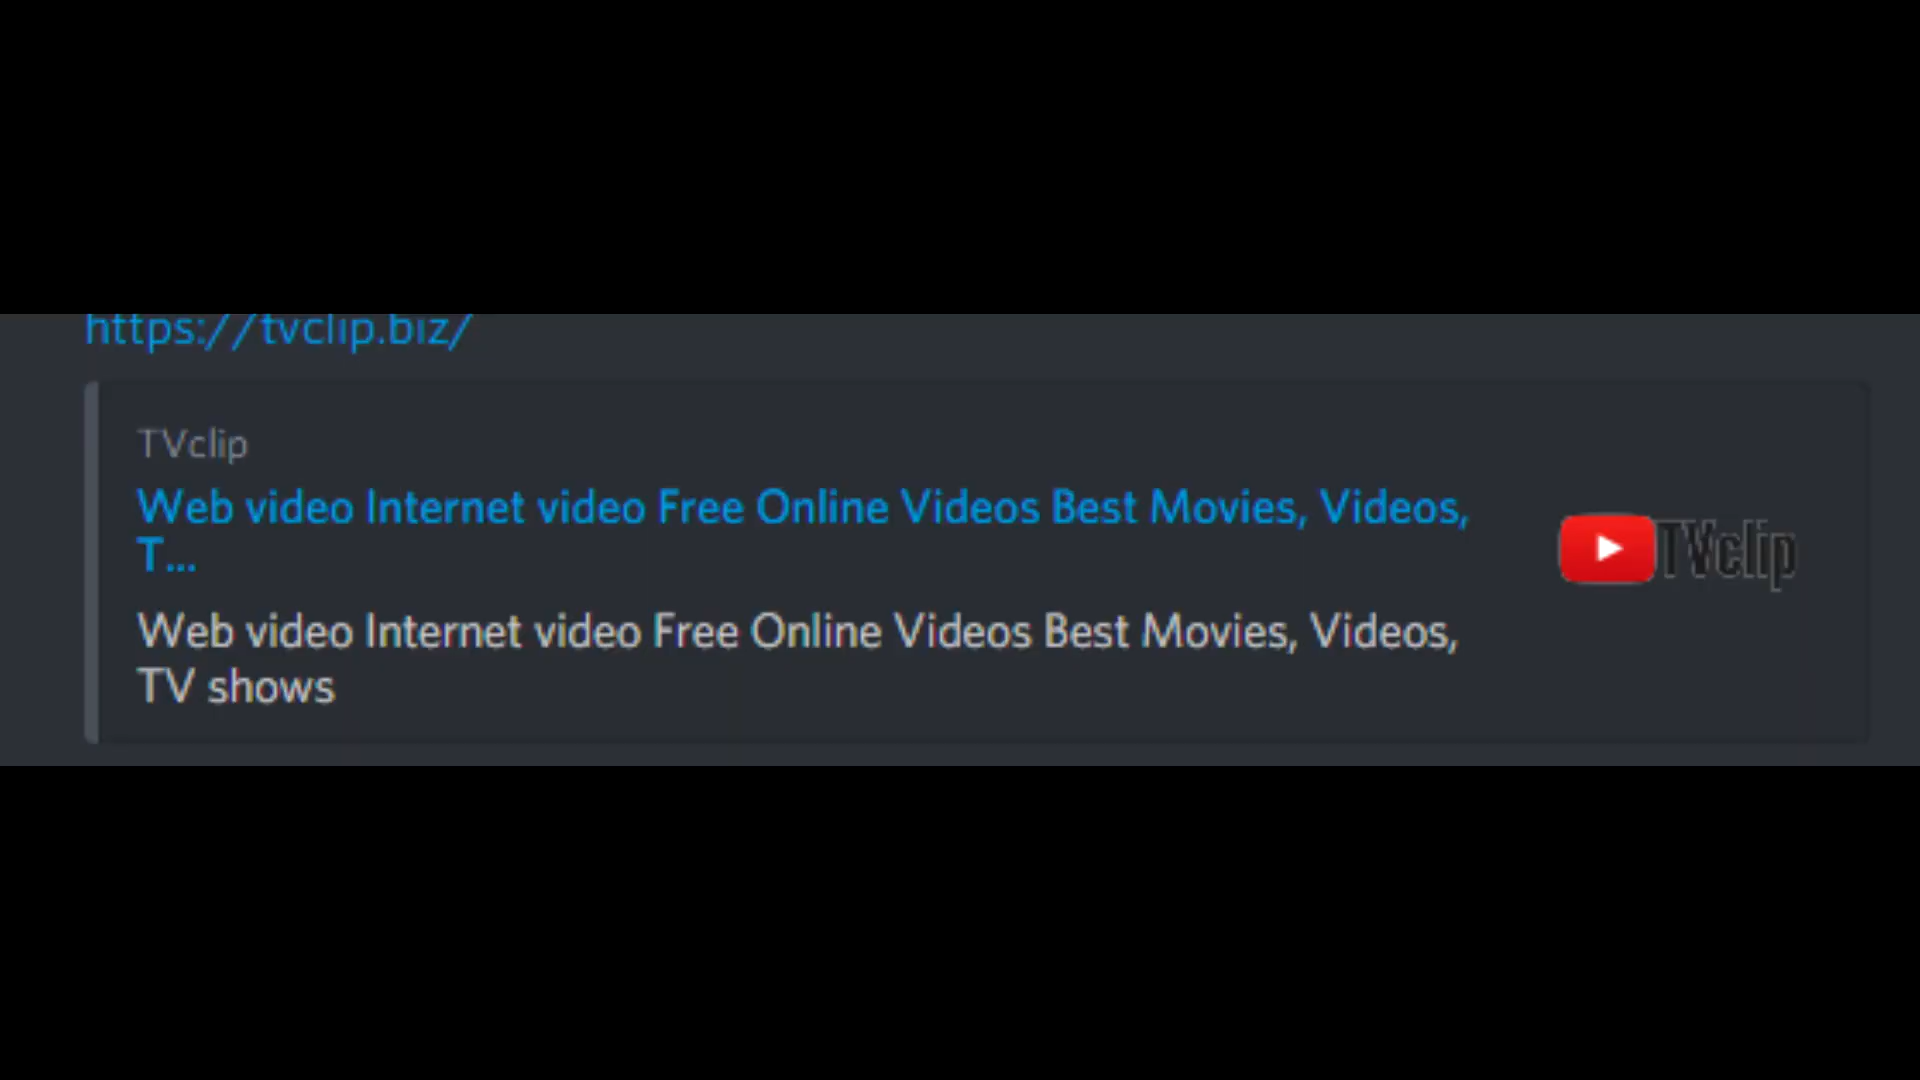 https://tvclip.biz/
TVclip
Web video Internet video Free Online Videos Best Movies, Videos,
T...
TVclip
Web video Internet video Free Online Videos Best Movies, Videos,
TV shows